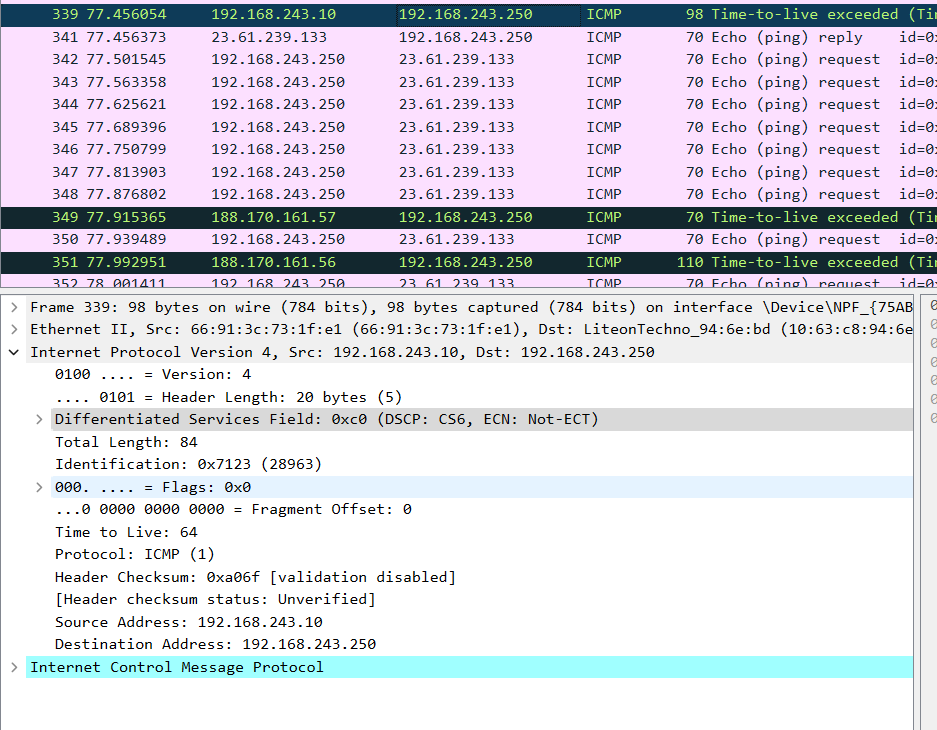 339 77.456054 192.168.243.10 192.168.243.250 ICMP 98 Time-to-live exceeded (Ti
341 77.456373 23.61.239.133 192.168.243.250 ICMP 70 Echo (ping) reply id=0
342 77.501545 192.168.243.250 23.61.239.133 ICMP 70 Echo (ping) request id=0
343 77.563358 192.168.243.250 23.61.239.133 ICMP 70 Echo (ping) request id=0
344 77.625621 192.168.243.250 23.61.239.133 ICMP 70 Echo (ping) request id=0
345 77.689396 192.168.243.250 23.61.239.133 ICMP 70 Echo (ping) request id=0
346 77.750799 192.168.243.250 23.61.239.133 ICMP 70 Echo (ping) request id=0
347 77.813903 192.168.243.250 23.61.239.133 ICMP 70 Echo (ping) request id=0
348 77.876802 192.168.243.250 23.61.239.133 ICMP 70 Echo (ping) request id=0
349 77.915365 188.170.161.57 192.168.243.250 ICMP 70 Time-to-live exceeded (Ti
350 77.939489 192.168.243.250 23.61.239.133 ICMP 70 Echo (ping) request id=0
351 77.992951 188.170.161.56 192.168.243.250 ICMP 110 Time-to-live exceeded (Ti
352 78.001411 192.168.243.250 23.61.239.133 ICMP 70 Echo (ping) request id=0
Frame 339: 98 bytes on wire (784 bits), 98 bytes captured (784 bits) on interface \Device\NPF_{75AB
Ethernet II, Src: 66:91:3c:73:1f:e1 (66:91:3c:73:1f:e1), Dst: LiteonTechno_94:6e:bd (10:63:c8:94:6e
Internet Protocol Version 4, Src: 192.168.243.10, Dst: 192.168.243.250
0100 .... = Version: 4
.... 0101 = Header Length: 20 bytes (5)
Differentiated Services Field: 0xc0 (DSCP: CS6, ECN: Not-ECT)
Total Length: 84
Identification: 0x7123 (28963)
000. .... = Flags: 0x0
...0 0000 0000 0000 = Fragment Offset: 0
Time to Live: 64
Protocol: ICMP (1)
Header Checksum: 0xa06f [validation disabled]
[Header checksum status: Unverified]
Source Address: 192.168.243.10
Destination Address: 192.168.243.250
Internet Control Message Protocol